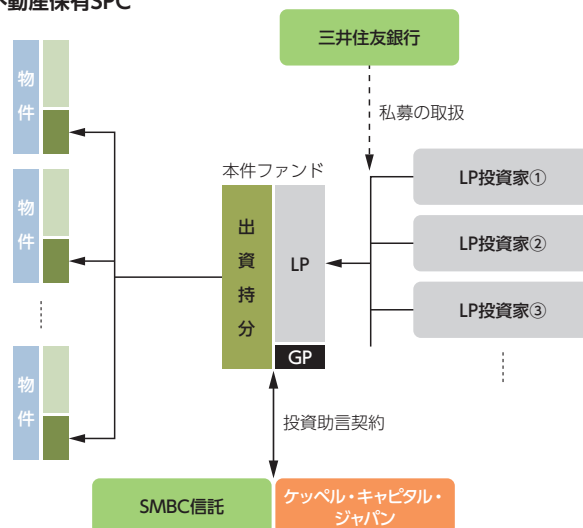 不動産保有SPC
三井住友銀行
私募の取扱
物件
本件ファンド
LP投資家①
物件
出資持分
LP
LP投資家②
LP投資家③
GP
物件
投資助言契約
SMBC信託
ケッペル・キャピタル・
ジャパン